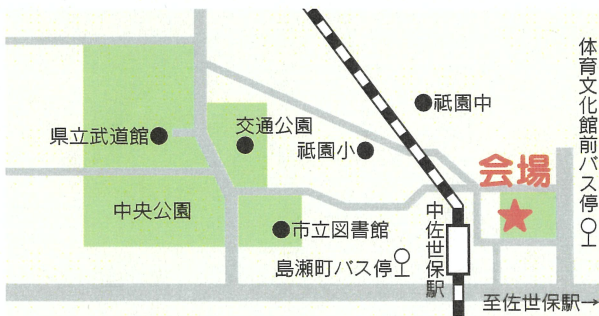 体育文化館前バス停
祇園中
交通公園
県立武道館
祇園小
会場
中央公園
中佐世保駅
市立図書館
島瀬町バス停
至佐世保駅→